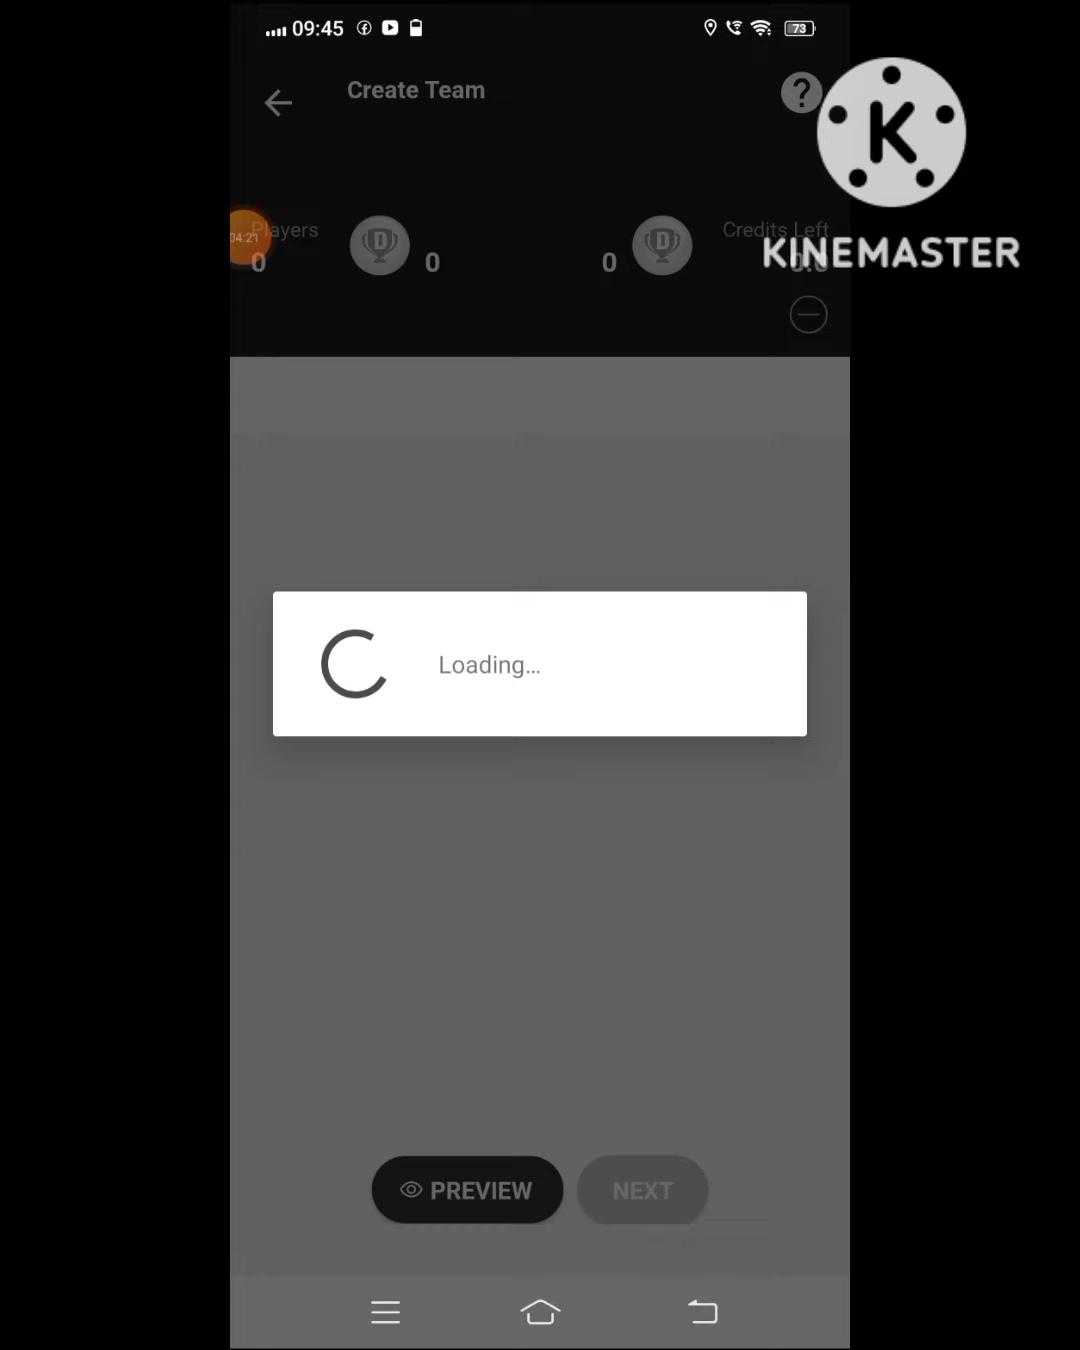 09:45
73
Create Team
?
K
KINEMASTER
04:21
Players
0
D
0
0
D
Credits Left
Loading...
PREVIEW
NEXT